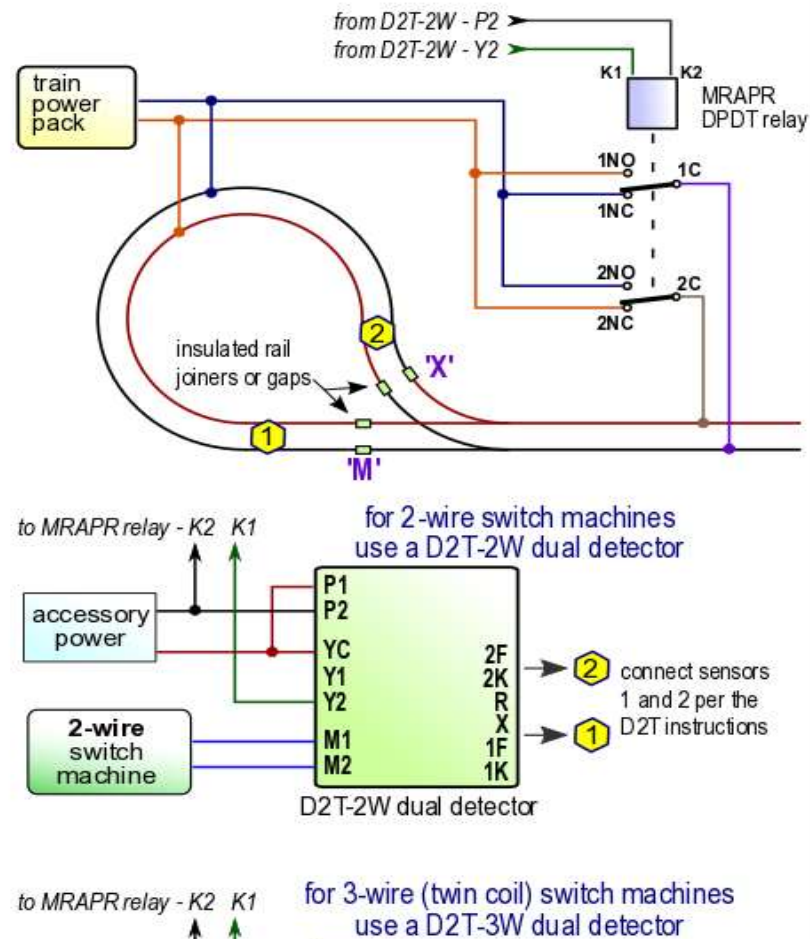 from D2T-2W - P2
from D2T-2W - Y2
train
power
pack
K1
K2
MRAPR
DPDT relay
1NO
1C
1NC
2NO
2C
2NC
2
insulated rail
joiners or gaps
'X'
1
'M'
to MRAPR relay - K2 K1
for 2-wire switch machines
use a D2T-2W dual detector
accessory
power
P1
P2
YC
Y1
Y2
M1
M2
2F
2K
R
X
1F
1K
2
1
connect sensors
1 and 2 per the
D2T instructions
2-wire
switch
machine
D2T-2W dual detector
to MRAPR relay - K2 K1
for 3-wire (twin coil) switch machines
use a D2T-3W dual detector